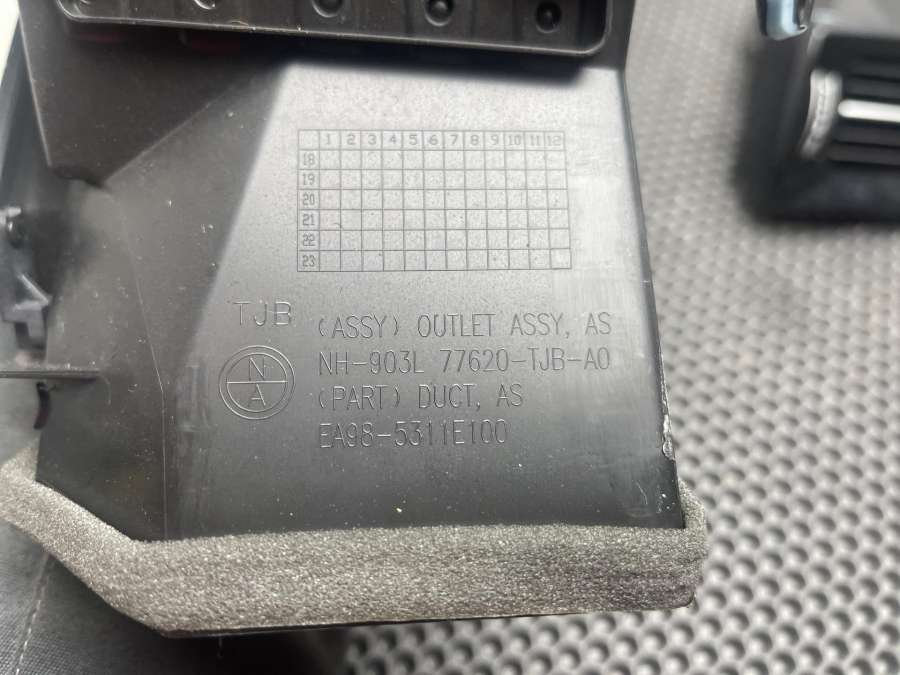 1 2 3 4 5 6 7 8 9 10 11 12
18
19
20
21
22
23
TJB
(ASSY) OUTLET ASSY, AS
NH-903L 77620-TJB-A0
(PART) DUCT, AS
EA98-5311E100
N
A